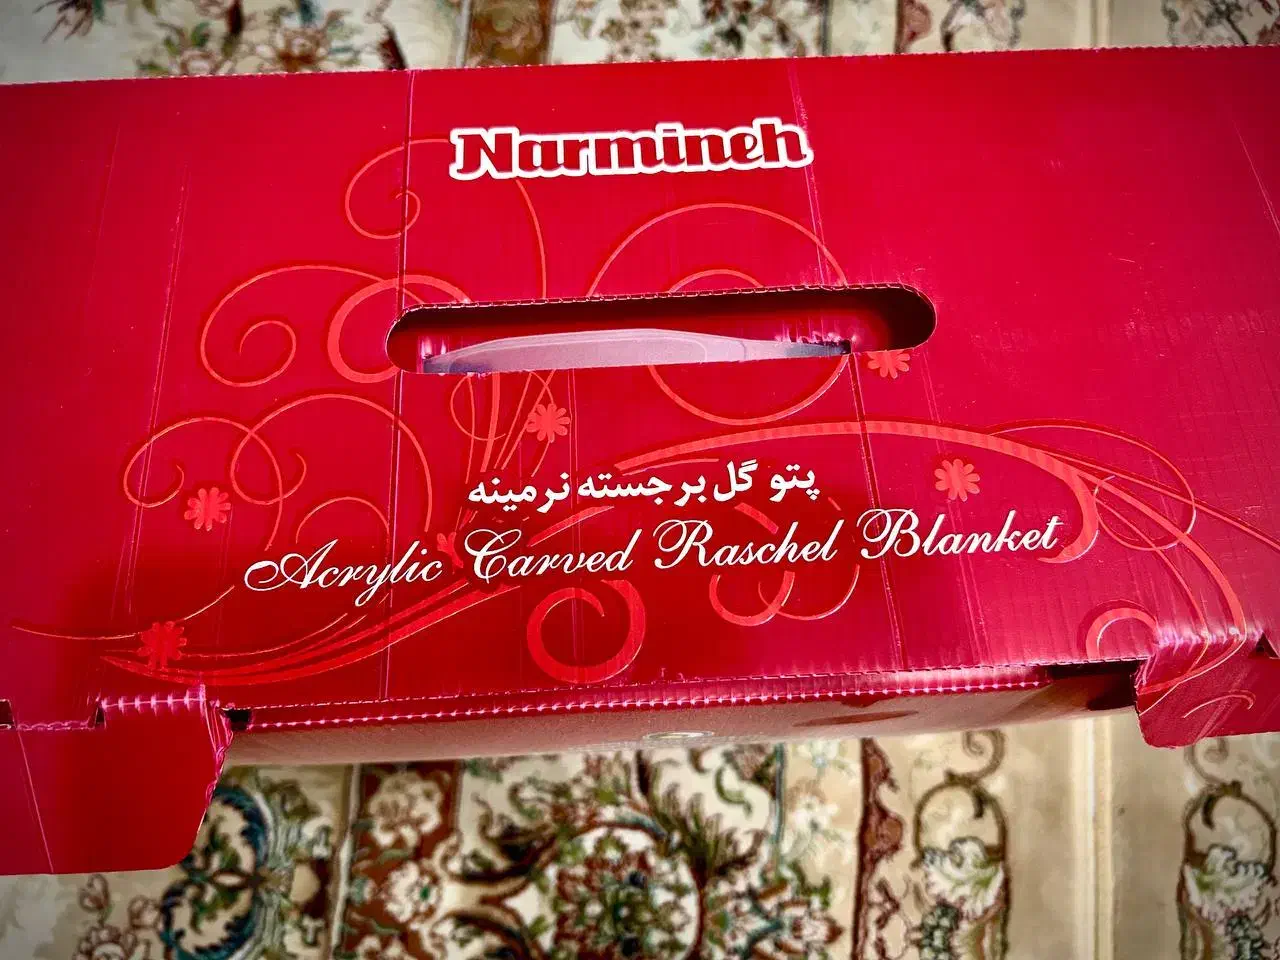 Narmineh
پتو گل برجسته نرمینه
Acrylic Carved Raschel Blanket